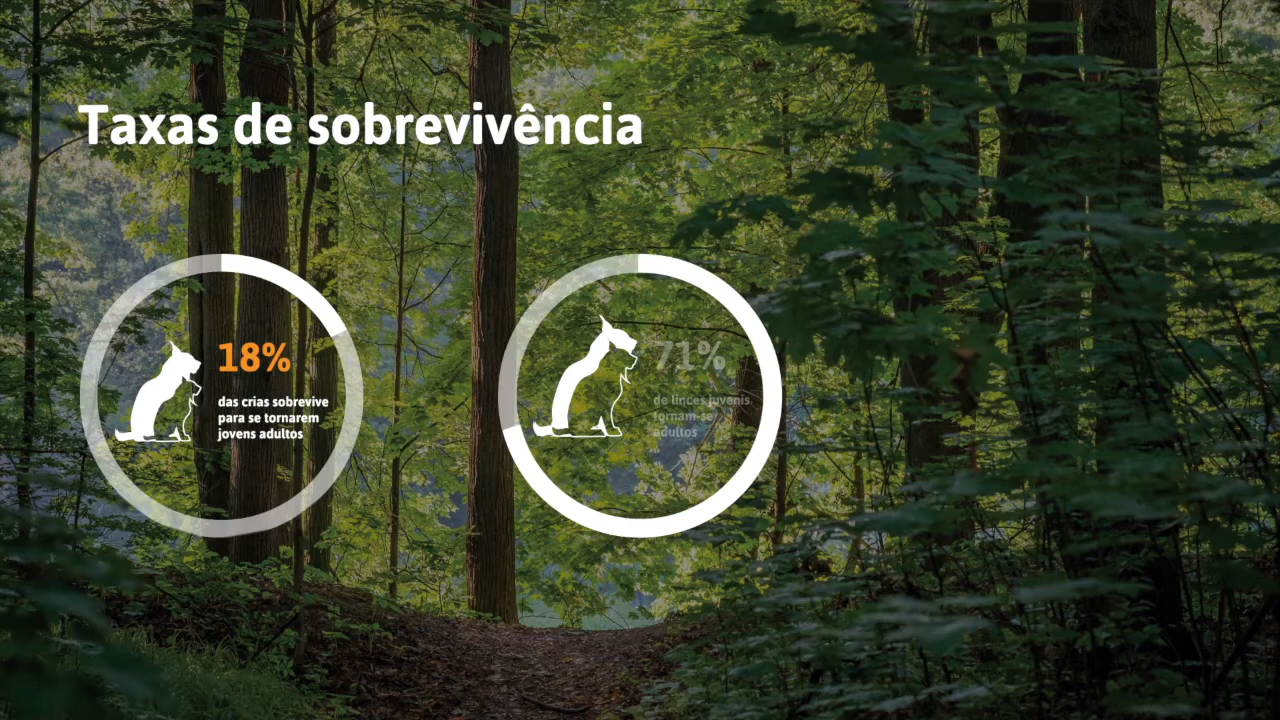 Taxas de sobrevivência
18%
das crias sobrevive
para se tornarem
jovens adultos
71%
de linces juvenis
tornam-se
adultos